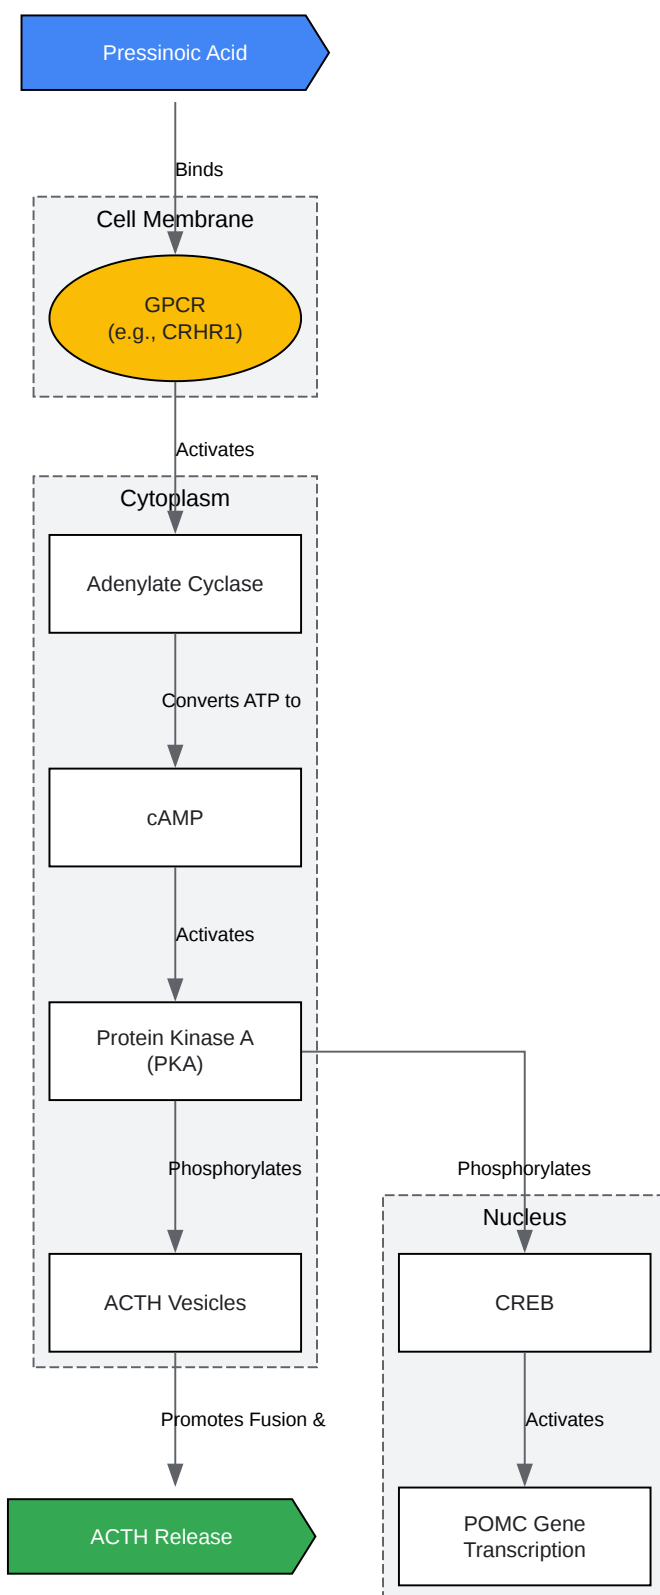 Pressinoic Acid
Binds
Cell Membrane
GPCR
(e.g., CRHR1)
Activates
Cytoplasm
Adenylate Cyclase
Converts ATP to
cAMP
Activates
Protein Kinase A
(PKA)
Phosphorylates
Phosphorylates
Nucleus
ACTH Vesicles
CREB
Promotes Fusion &
Activates
ACTH Release
POMC Gene
Transcription